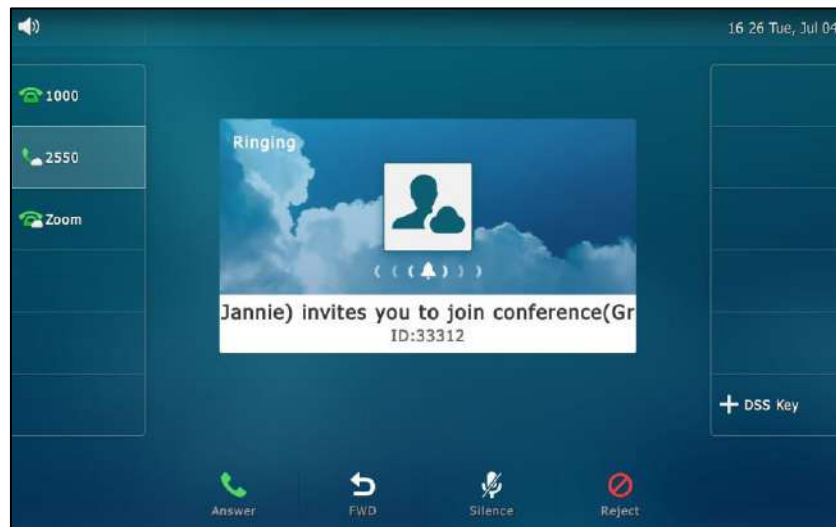 16 26 Tue, Jul 04
1000
2550
Zoom
Ringing
Jannie) invites you to join conference(Gr
ID:33312
DSS Key
Answer
FWD
Silence
Reject